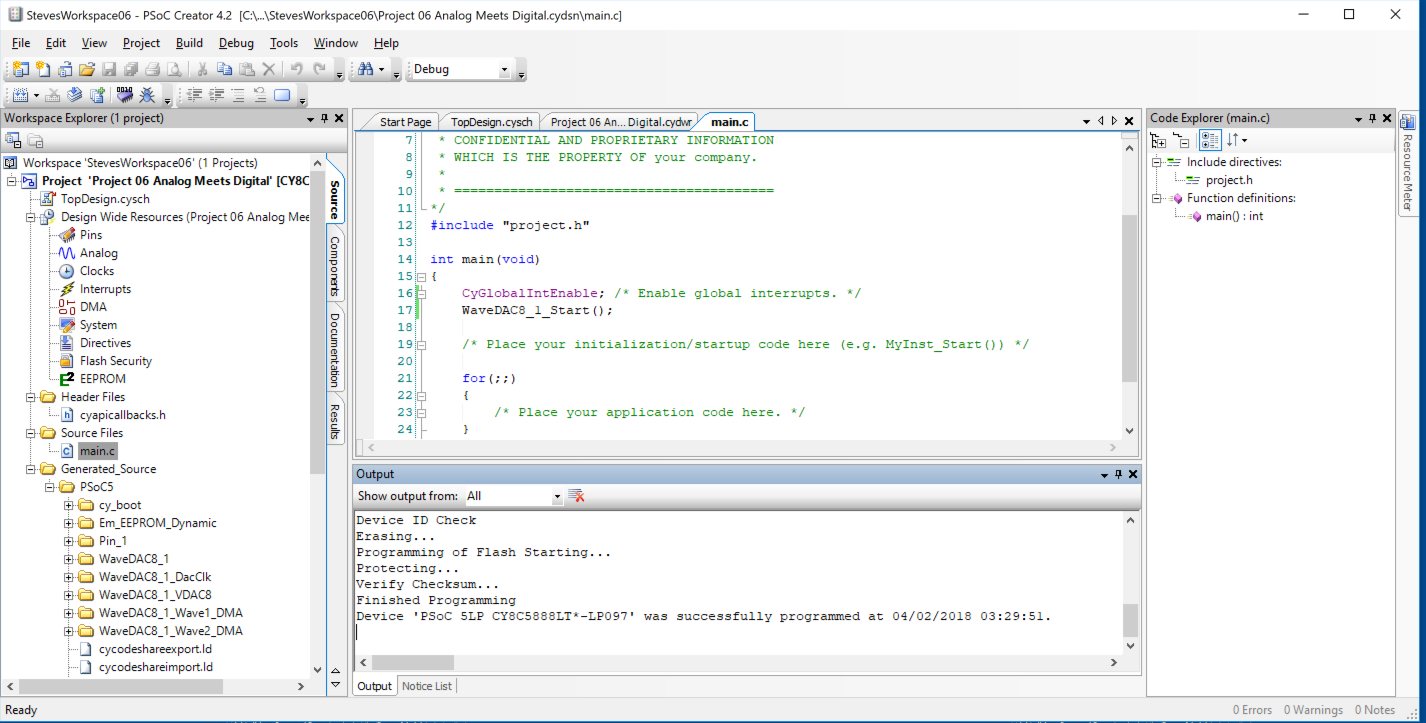 StevesWorkspace06 - PSoC Creator 4.2 [C:\...\StevesWorkspace06\Project 06 Analog Meets Digital.cydsn\main.c]
File Edit View Project Build Debug Tools Window Help
Debug
Workspace Explorer (1 project)
Workspace 'StevesWorkspace06' (1 Projects)
Project 'Project 06 Analog Meets Digital' [CY8C
TopDesign.cysch
Design Wide Resources (Project 06 Analog Mee
Pins
Analog
Clocks
Interrupts
DMA
System
Directives
Flash Security
EEPROM
Header Files
cyapicallbacks.h
Source Files
main.c
Generated_Source
PSoC5
cy_boot
Em_EEPROM_Dynamic
Pin_1
WaveDAC8_1
WaveDAC8_1_DacClk
WaveDAC8_1_VDAC8
WaveDAC8_1_Wave1_DMA
WaveDAC8_1_Wave2_DMA
cycodeshareexport.ld
cycodeshareimport.ld
Source
Components
Documentation
Results
Start Page TopDesign.cysch Project 06 An... Digital.cydwr main.c
7 * CONFIDENTIAL AND PROPRIETARY INFORMATION
8 * WHICH IS THE PROPERTY OF your company.
9 *
10 * ========================================
11 */
12 #include "project.h"
13
14 int main(void)
15 {
16 CyGlobalIntEnable; /* Enable global interrupts. */
17 WaveDAC8_1_Start();
18
19 /* Place your initialization/startup code here (e.g. MyInst_Start()) */
20
21 for(;;)
22 {
23 /* Place your application code here. */
24 }
Output
Show output from: All
Device ID Check
Erasing...
Programming of Flash Starting...
Protecting...
Verify Checksum...
Finished Programming
Device 'PSoC 5LP CY8C5888LT*-LP097' was successfully programmed at 04/02/2018 03:29:51.
Output Notice List
Code Explorer (main.c)
Include directives:
project.h
Function definitions:
main() : int
Resource Meter
Ready
0 Errors 0 Warnings 0 Notes